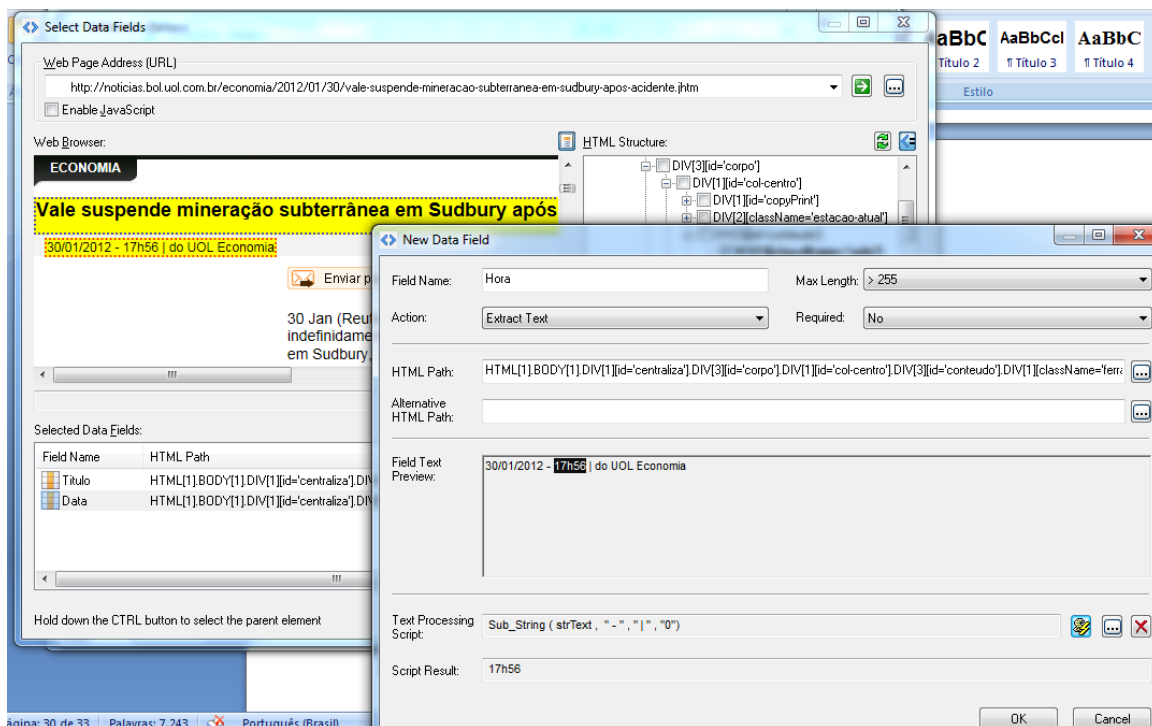 Select Data Fields
Web Page Address (URL)
http://noticias.bol.uol.com.br/economia/2012/01/30/vale-suspende-mineracao-subterranea-em-sudbury-apos-acidente.jhtm
Enable JavaScript
Web Browser:
HTML Structure:
ECONOMIA
Vale suspende mineração subterrânea em Sudbury após
30/01/2012 - 17h56 | do UOL Economia
Enviar p
30 Jan (Reut
indefinidame
em Sudbury,
DIV[3][id='corpo']
DIV[1][id='col-centro']
DIV[1][id='copyPrint']
DIV[2][className='estacao-atual']
Selected Data Fields:
Field Name HTML Path
Titulo HTML[1].BODY[1].DIV[1][id='centraliza'].DIV
Data HTML[1].BODY[1].DIV[1][id='centraliza'].DIV
Hold down the CTRL button to select the parent element
New Data Field
Field Name: Hora Max Length: > 255
Action: Extract Text Required: No
HTML Path: HTML[1].BODY[1].DIV[1][id='centraliza'].DIV[3][id='corpo'].DIV[1][id='col-centro'].DIV[3][id='conteudo'].DIV[1][className='ferra
Alternative
HTML Path:
Field Text
Preview:
30/01/2012 - 17h56 | do UOL Economia
Text Processing
Script:
Sub_String ( strText , " - " , " | " , "0")
Script Result: 17h56
OK Cancel
aBbC AaBbCcI AaBbC
Título 2 ¶ Título 3 ¶ Título 4
Estilo
ágina: 30 de 33 Palavras: 7.243 Português (Brasil)